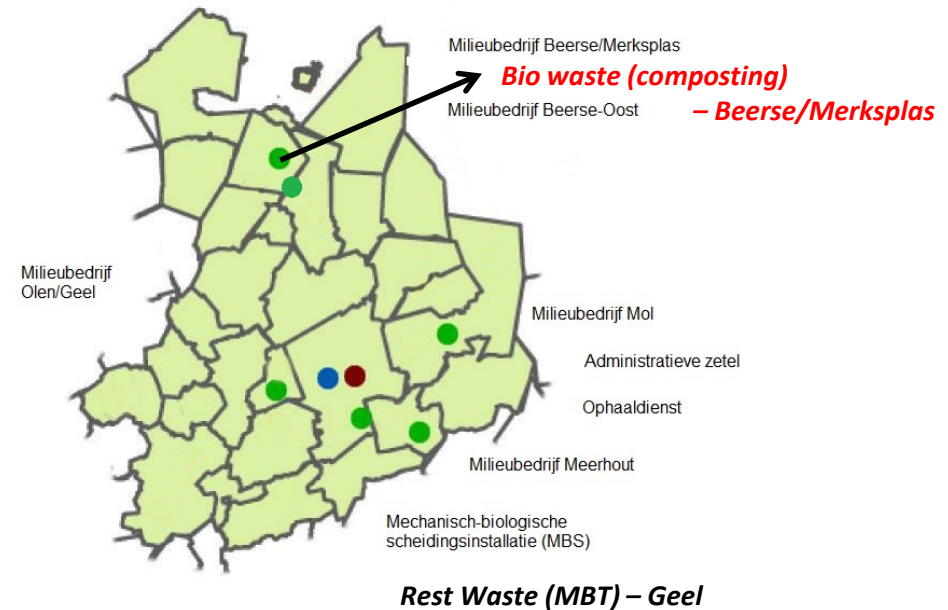 Milieubedrijf Beerse/Merksplas
Bio waste (composting)
– Beerse/Merksplas
Milieubedrijf Beerse-Oost
Milieubedrijf
Olen/Geel
Milieubedrijf Mol
Administratieve zetel
Ophaaldienst
Milieubedrijf Meerhout
Mechanisch-biologische
scheidingsinstallatie (MBS)
Rest Waste (MBT) – Geel